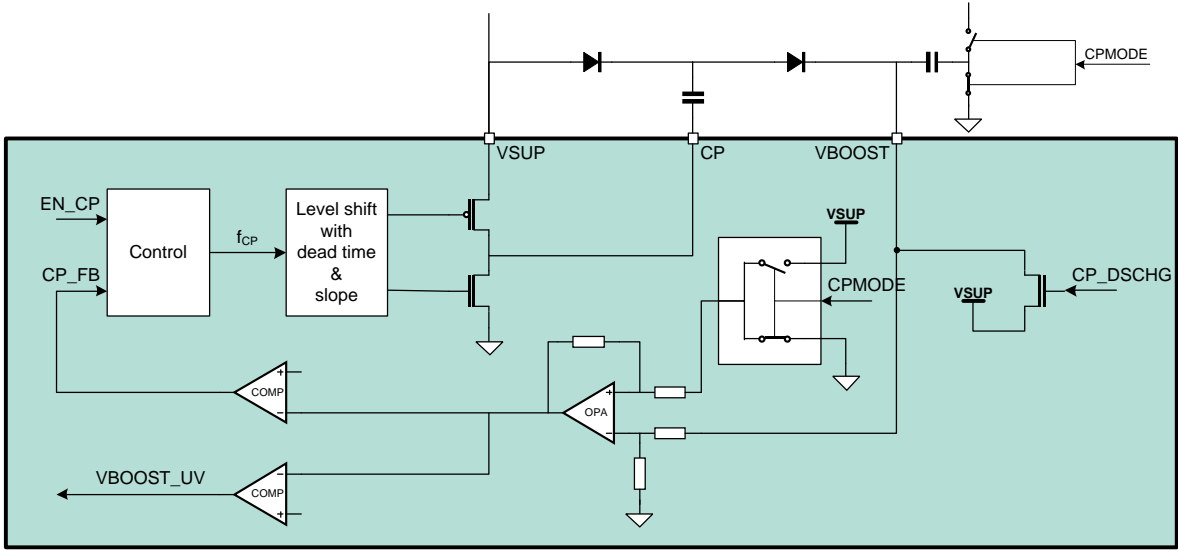 CPMODE
VSUP
CP
VBOOST
EN_CP
CP_FB
Control
fCP
Level shift
with
dead time
&
slope
VSUP
CPMODE
VSUP
CP_DSCHG
+
COMP
−
+
OPA
−
VBOOST_UV
−
COMP
+